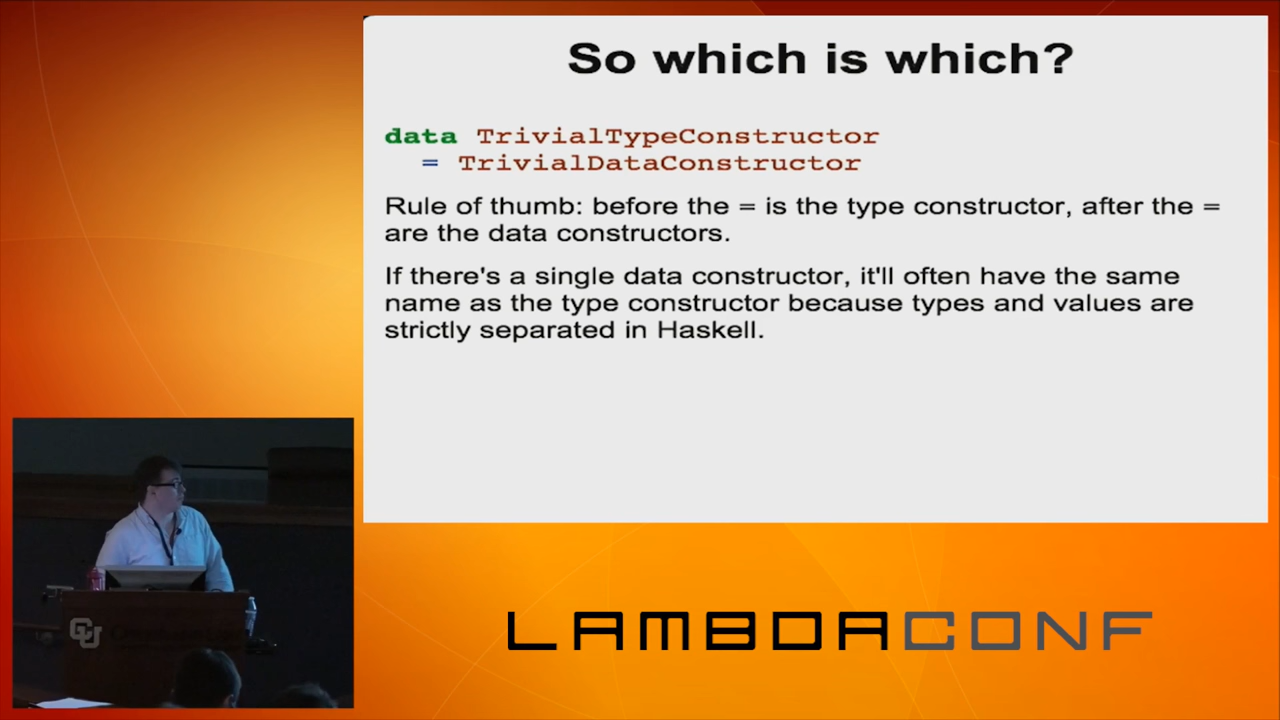 So which is which?
data TrivialTypeConstructor
= TrivialDataConstructor
Rule of thumb: before the = is the type constructor, after the =
are the data constructors.
If there's a single data constructor, it'll often have the same
name as the type constructor because types and values are
strictly separated in Haskell.
CU
LAMBDACONF